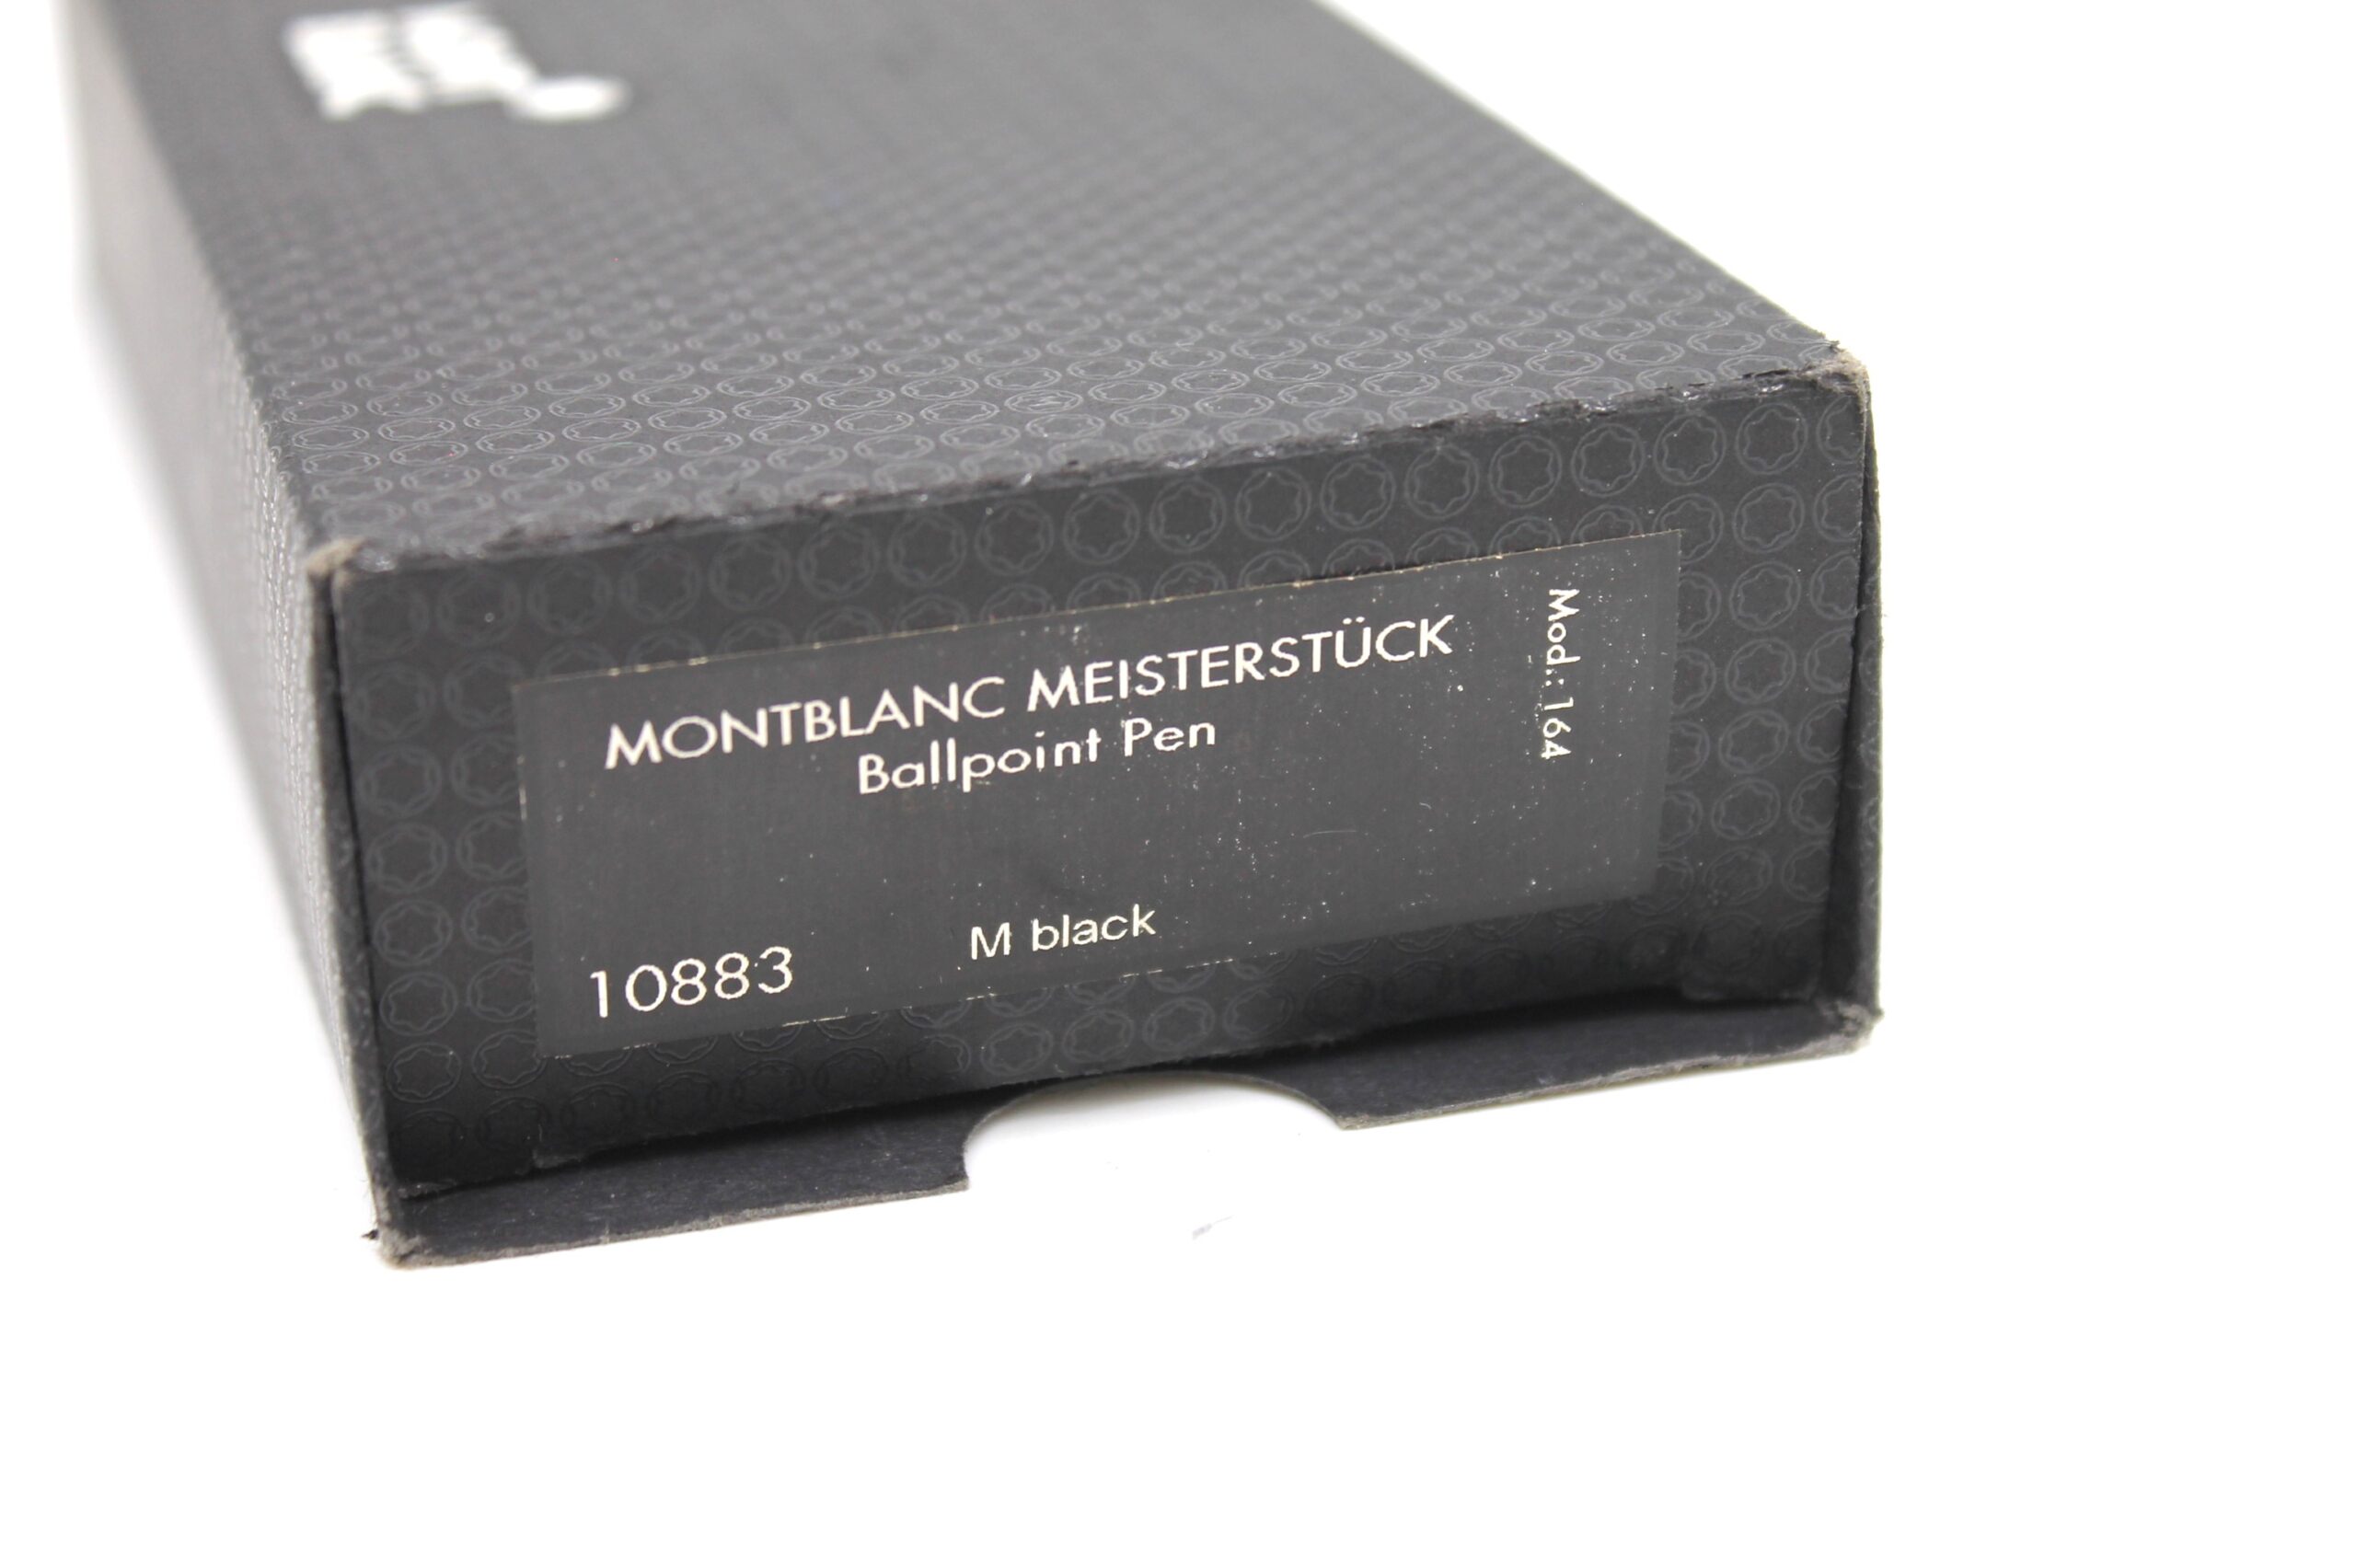 MONTBLANC MEISTERSTÜCK
Ballpoint Pen
Mod.: 164
10883
M black